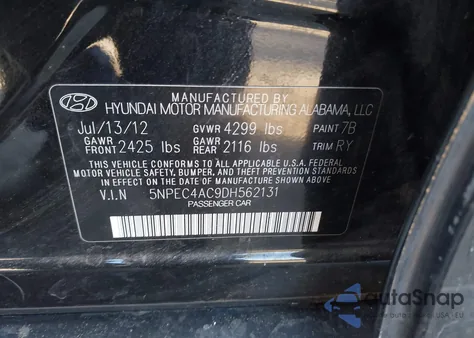 MANUFACTURED BY
HYUNDAI MOTOR MANUFACTURING ALABAMA, LLC
Jul/13/12 GVWR 4299 lbs PAINT 7B
GAWR FRONT 2425 lbs GAWR REAR 2116 lbs TRIM RY
THIS VEHICLE CONFORMS TO ALL APPLICABLE U.S.A. FEDERAL
MOTOR VEHICLE SAFETY, BUMPER, AND THEFT PREVENTION
STANDARDS IN EFFECT ON THE DATE OF MANUFACTURE SHOWN ABOVE.
V.I.N 5NPEC4AC9DH562131
PASSENGER CAR
autoSnap